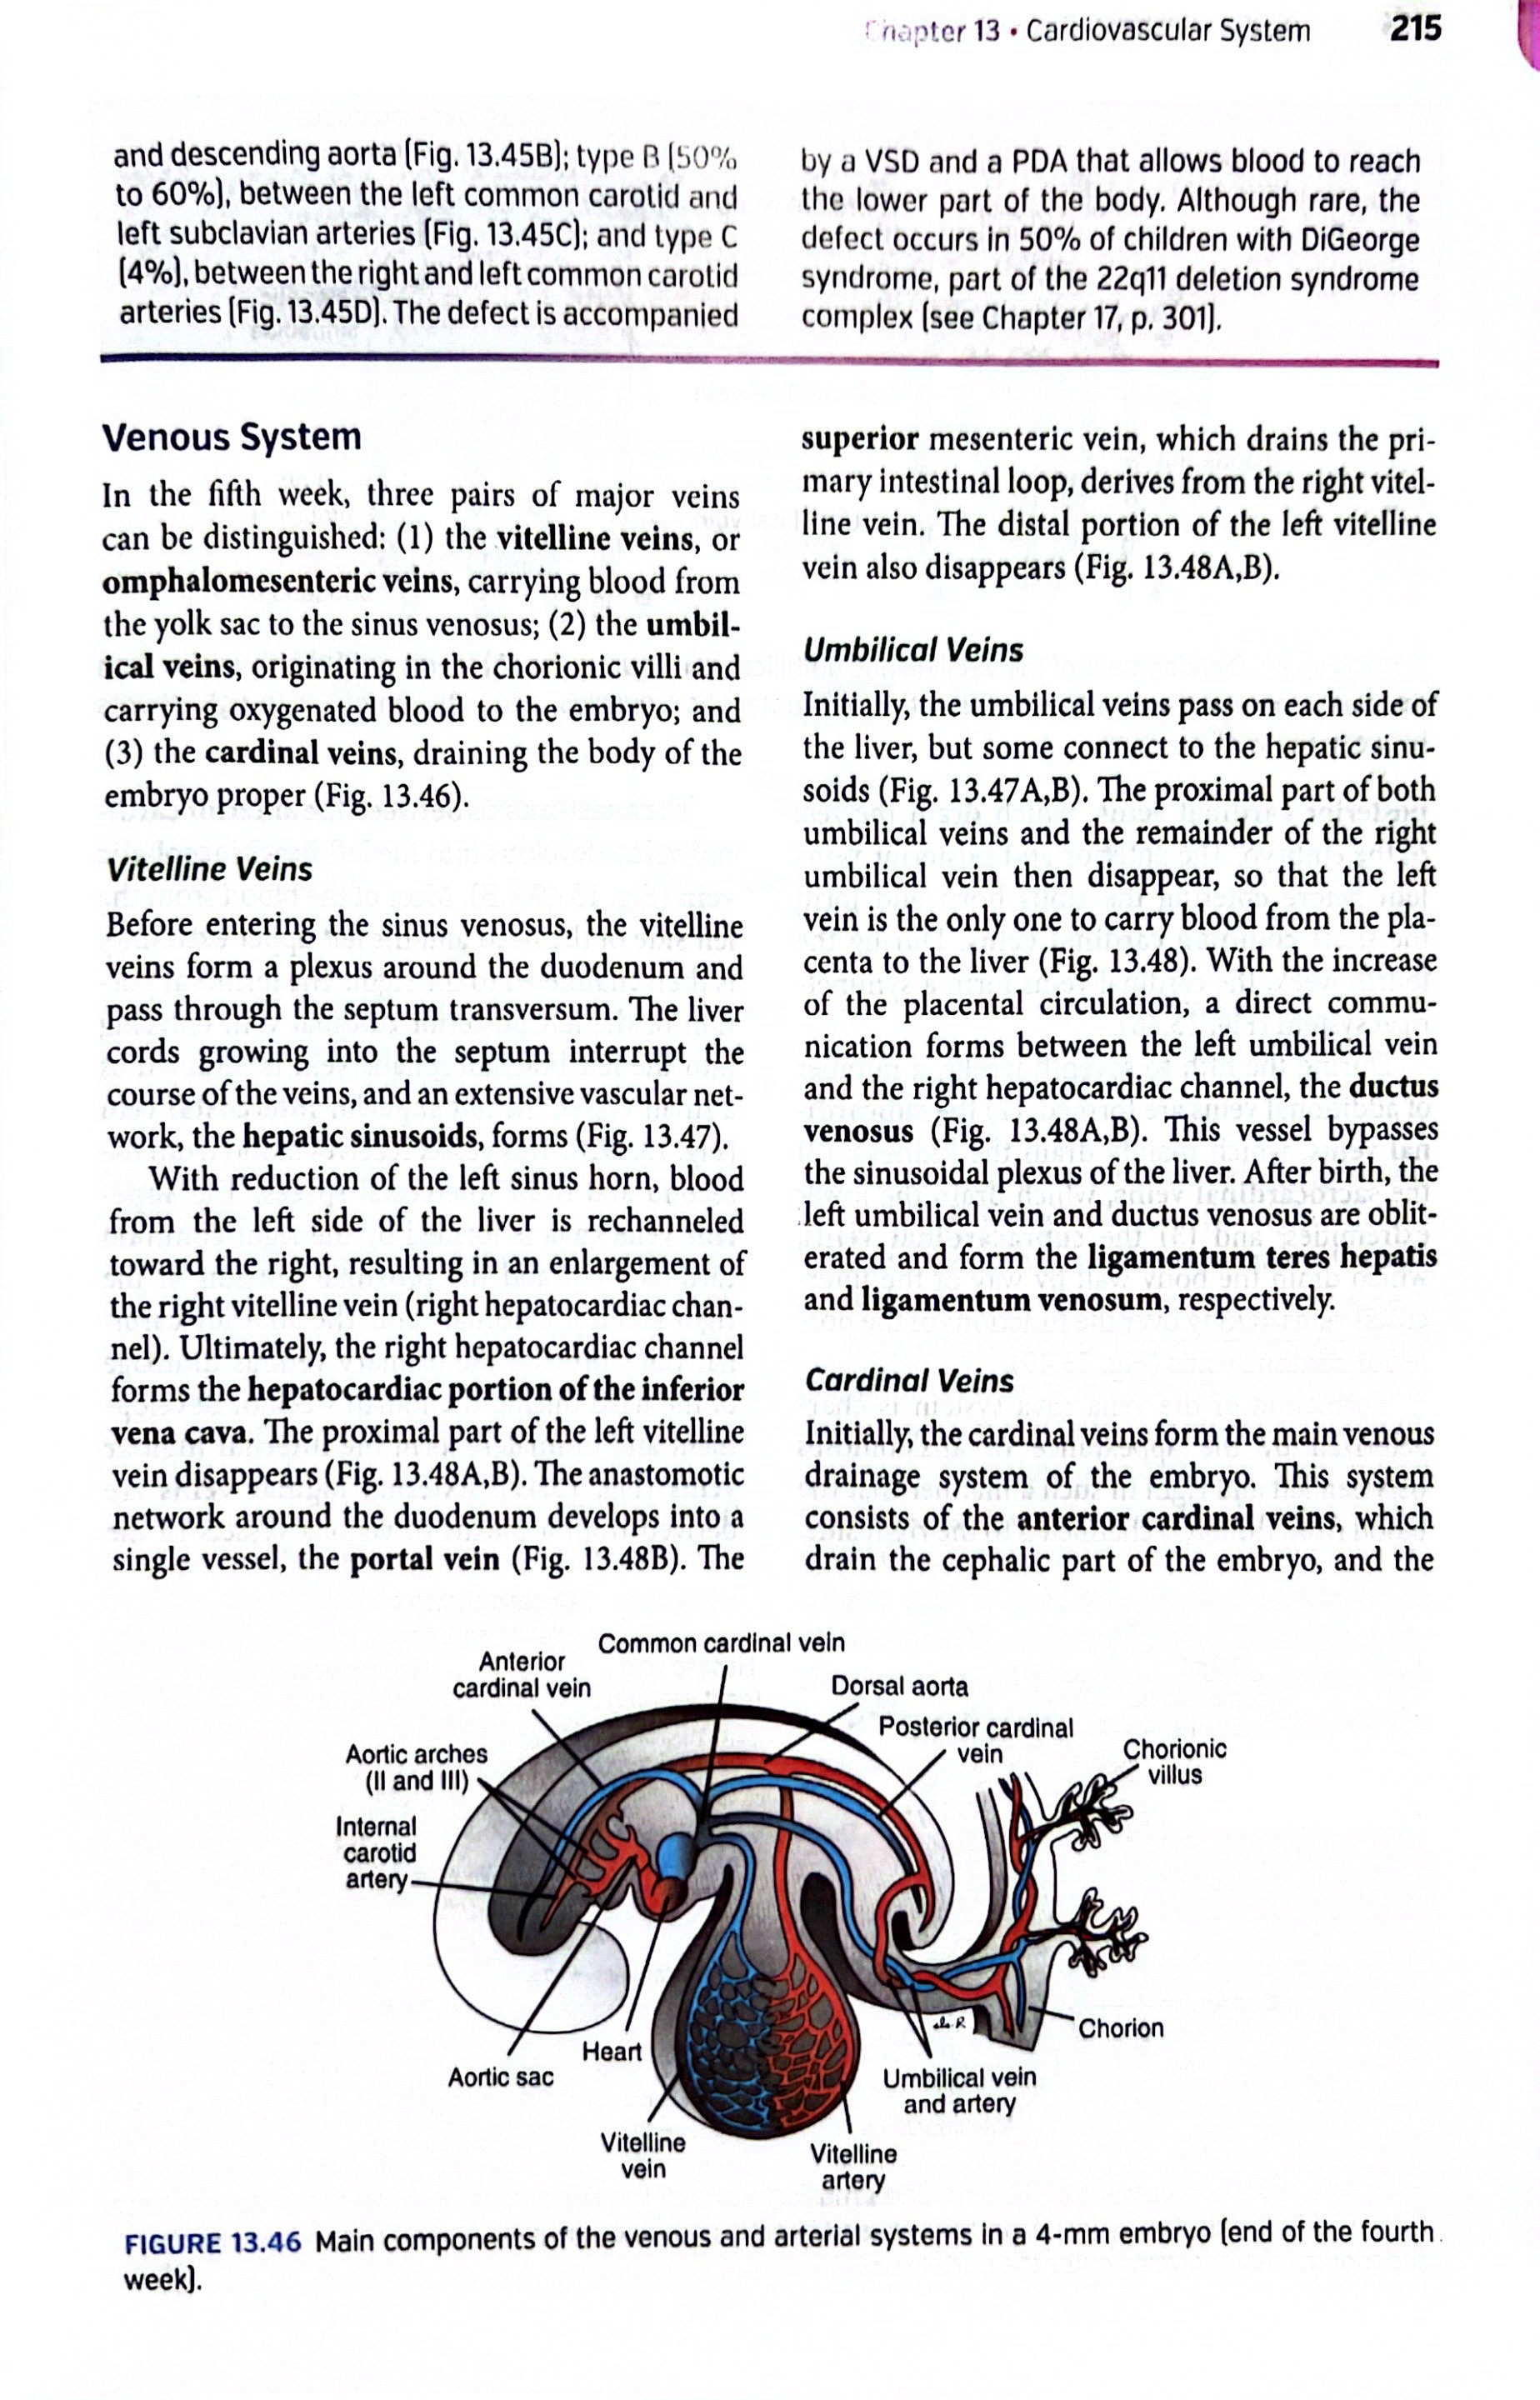 Chapter 13 • Cardiovascular System 215
and descending aorta (Fig. 13.45B); type B (50%
to 60%), between the left common carotid and
left subclavian arteries (Fig. 13.45C); and type C
(4%), between the right and left common carotid
arteries (Fig. 13.45D). The defect is accompanied
by a VSD and a PDA that allows blood to reach
the lower part of the body. Although rare, the
defect occurs in 50% of children with DiGeorge
syndrome, part of the 22q11 deletion syndrome
complex (see Chapter 17, p. 301).
Venous System
In the fifth week, three pairs of major veins
can be distinguished: (1) the vitelline veins, or
omphalomesenteric veins, carrying blood from
the yolk sac to the sinus venosus; (2) the umbil-
ical veins, originating in the chorionic villi and
carrying oxygenated blood to the embryo; and
(3) the cardinal veins, draining the body of the
embryo proper (Fig. 13.46).
Vitelline Veins
Before entering the sinus venosus, the vitelline
veins form a plexus around the duodenum and
pass through the septum transversum. The liver
cords growing into the septum interrupt the
course of the veins, and an extensive vascular net-
work, the hepatic sinusoids, forms (Fig. 13.47).
With reduction of the left sinus horn, blood
from the left side of the liver is rechanneled
toward the right, resulting in an enlargement of
the right vitelline vein (right hepatocardiac chan-
nel). Ultimately, the right hepatocardiac channel
forms the hepatocardiac portion of the inferior
vena cava. The proximal part of the left vitelline
vein disappears (Fig. 13.48A,B). The anastomotic
network around the duodenum develops into a
single vessel, the portal vein (Fig. 13.48B). The
superior mesenteric vein, which drains the pri-
mary intestinal loop, derives from the right vitel-
line vein. The distal portion of the left vitelline
vein also disappears (Fig. 13.48A,B).
Umbilical Veins
Initially, the umbilical veins pass on each side of
the liver, but some connect to the hepatic sinu-
soids (Fig. 13.47A,B). The proximal part of both
umbilical veins and the remainder of the right
umbilical vein then disappear, so that the left
vein is the only one to carry blood from the pla-
centa to the liver (Fig. 13.48). With the increase
of the placental circulation, a direct commu-
nication forms between the left umbilical vein
and the right hepatocardiac channel, the ductus
venosus (Fig. 13.48A,B). This vessel bypasses
the sinusoidal plexus of the liver. After birth, the
left umbilical vein and ductus venosus are oblit-
erated and form the ligamentum teres hepatis
and ligamentum venosum, respectively.
Cardinal Veins
Initially, the cardinal veins form the main venous
drainage system of the embryo. This system
consists of the anterior cardinal veins, which
drain the cephalic part of the embryo, and the
Common cardinal vein
Anterior
cardinal vein
Dorsal aorta
Posterior cardinal
vein
Chorionic
villus
Aortic arches
(II and III)
Internal
carotid
artery
Chorion
Heart
Aortic sac
Umbilical vein
and artery
Vitelline
vein
Vitelline
artery
FIGURE 13.46 Main components of the venous and arterial systems in a 4-mm embryo (end of the fourth
week).